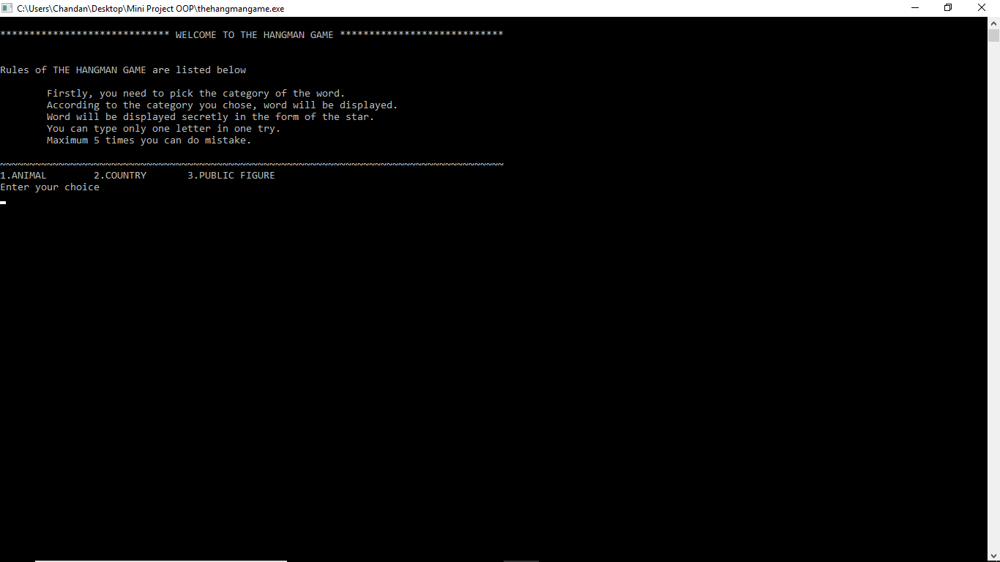 C:\Users\Chandan\Desktop\Mini Project OOP\thehangmangame.exe
***************************** WELCOME TO THE HANGMAN GAME ****************************
Rules of THE HANGMAN GAME are listed below
Firstly, you need to pick the category of the word.
According to the category you chose, word will be displayed.
Word will be displayed secretly in the form of the star.
You can type only one letter in one try.
Maximum 5 times you can do mistake.
~~~~~~~~~~~~~~~~~~~~~~~~~~~~~~~~~~~~~~~~~~~~~~~~~~~~~~~~~~~~~~~~~~~~~~~~~~~~~~~~~~~~~~
1.ANIMAL        2.COUNTRY       3.PUBLIC FIGURE
Enter your choice